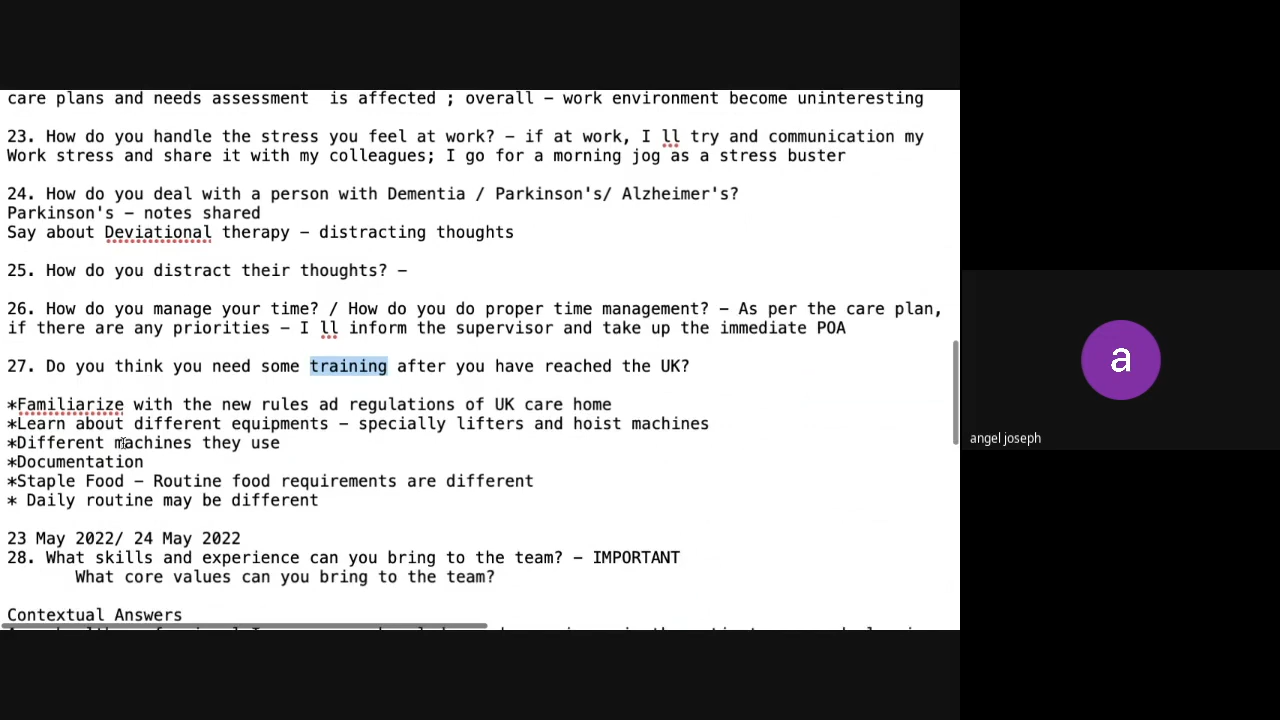 care plans and needs assessment  is affected ; overall – work environment become uninteresting
23. How do you handle the stress you feel at work? – if at work, I ll try and communication my
Work stress and share it with my colleagues; I go for a morning jog as a stress buster
24. How do you deal with a person with Dementia / Parkinson's/ Alzheimer's?
Parkinson's – notes shared
Say about Deviational therapy – distracting thoughts
25. How do you distract their thoughts? –
26. How do you manage your time? / How do you do proper time management? – As per the care plan,
if there are any priorities – I ll inform the supervisor and take up the immediate POA
27. Do you think you need some training after you have reached the UK?
*Familiarize with the new rules ad regulations of UK care home
*Learn about different equipments – specially lifters and hoist machines
*Different machines they use
*Documentation
*Staple Food – Routine food requirements are different
* Daily routine may be different
23 May 2022/ 24 May 2022
28. What skills and experience can you bring to the team? – IMPORTANT
What core values can you bring to the team?
Contextual Answers
a
angel joseph